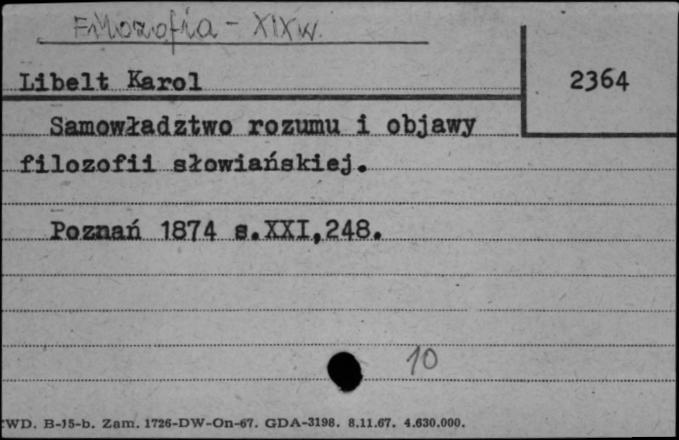 Filozofia - XIX w.
Libelt Karol
2364
Samowładztwo rozumu i objawy
filozofii słowiańskiej.
Poznań 1874 s.XXI,248.
10
WD. B-15-b. Zam. 1726-DW-On-67. GDA-3198. 8.11.67. 4.630.000.